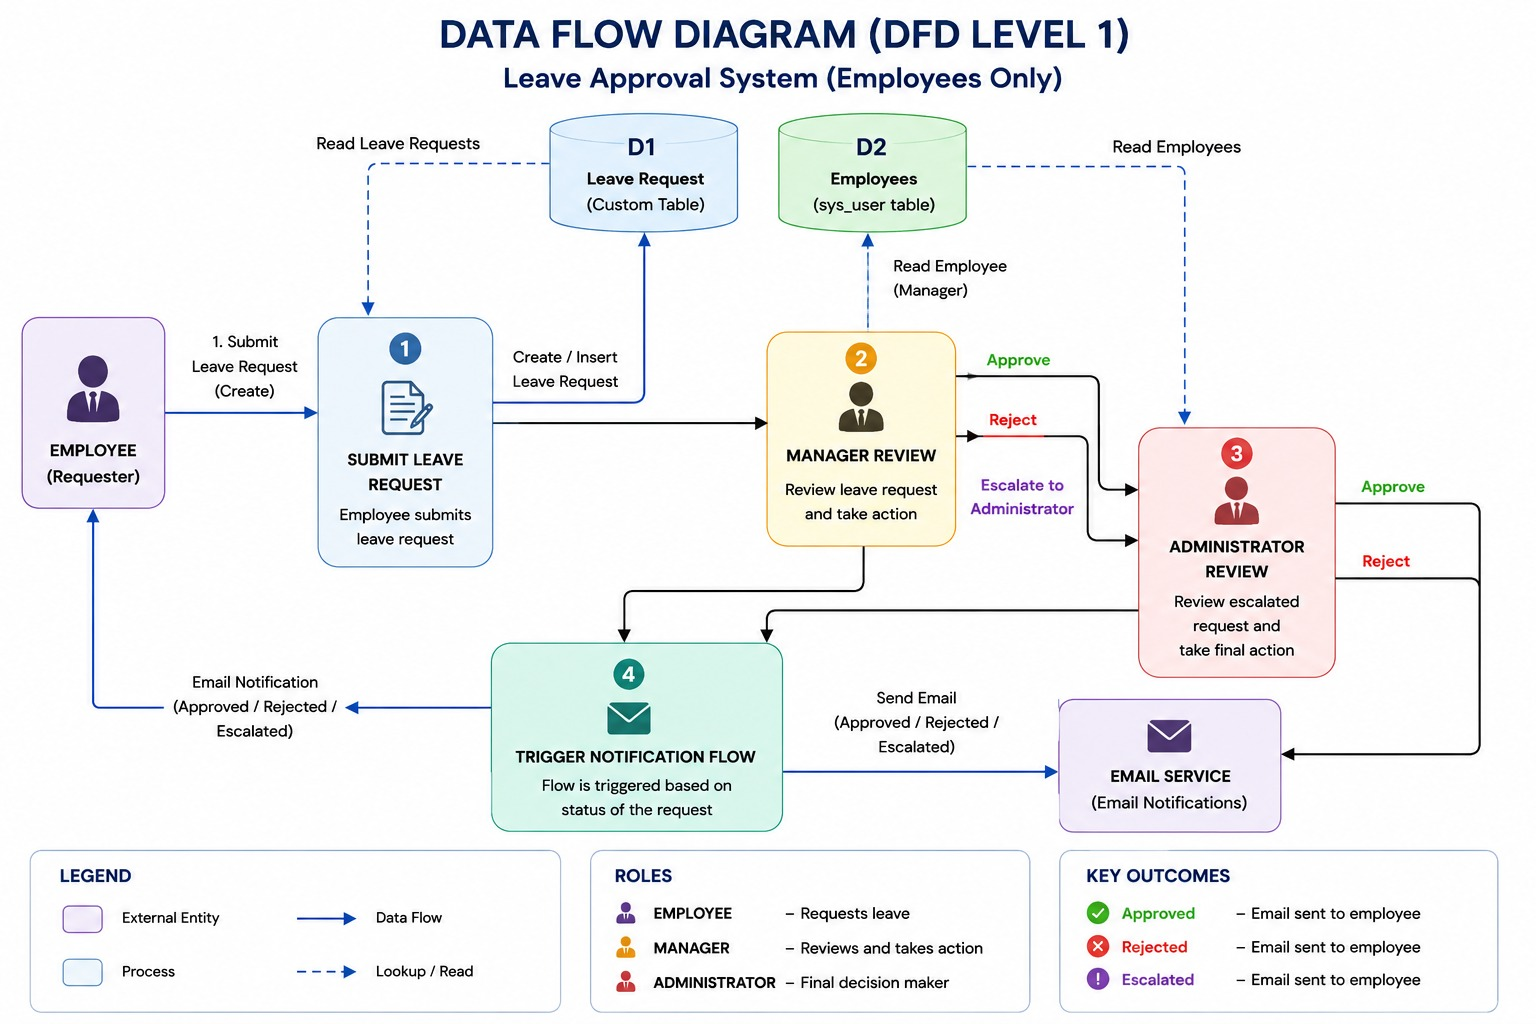 DATA FLOW DIAGRAM (DFD LEVEL 1)
Leave Approval System (Employees Only)
Read Leave Requests
D1
Leave Request
(Custom Table)
D2
Employees
(sys_user table)
Read Employees
Read Employee
(Manager)
EMPLOYEE
(Requester)
1. Submit
Leave Request
(Create)
1
SUBMIT LEAVE
REQUEST
Employee submits
leave request
Create / Insert
Leave Request
2
MANAGER REVIEW
Review leave request
and take action
Approve
Reject
Escalate to
Administrator
3
ADMINISTRATOR
REVIEW
Review escalated
request and
take final action
Approve
Reject
Email Notification
(Approved / Rejected /
Escalated)
4
TRIGGER NOTIFICATION FLOW
Flow is triggered based on
status of the request
Send Email
(Approved / Rejected /
Escalated)
EMAIL SERVICE
(Email Notifications)
LEGEND
External Entity
Data Flow
Process
Lookup / Read
ROLES
EMPLOYEE – Requests leave
MANAGER – Reviews and takes action
ADMINISTRATOR – Final decision maker
KEY OUTCOMES
Approved – Email sent to employee
Rejected – Email sent to employee
! Escalated – Email sent to employee